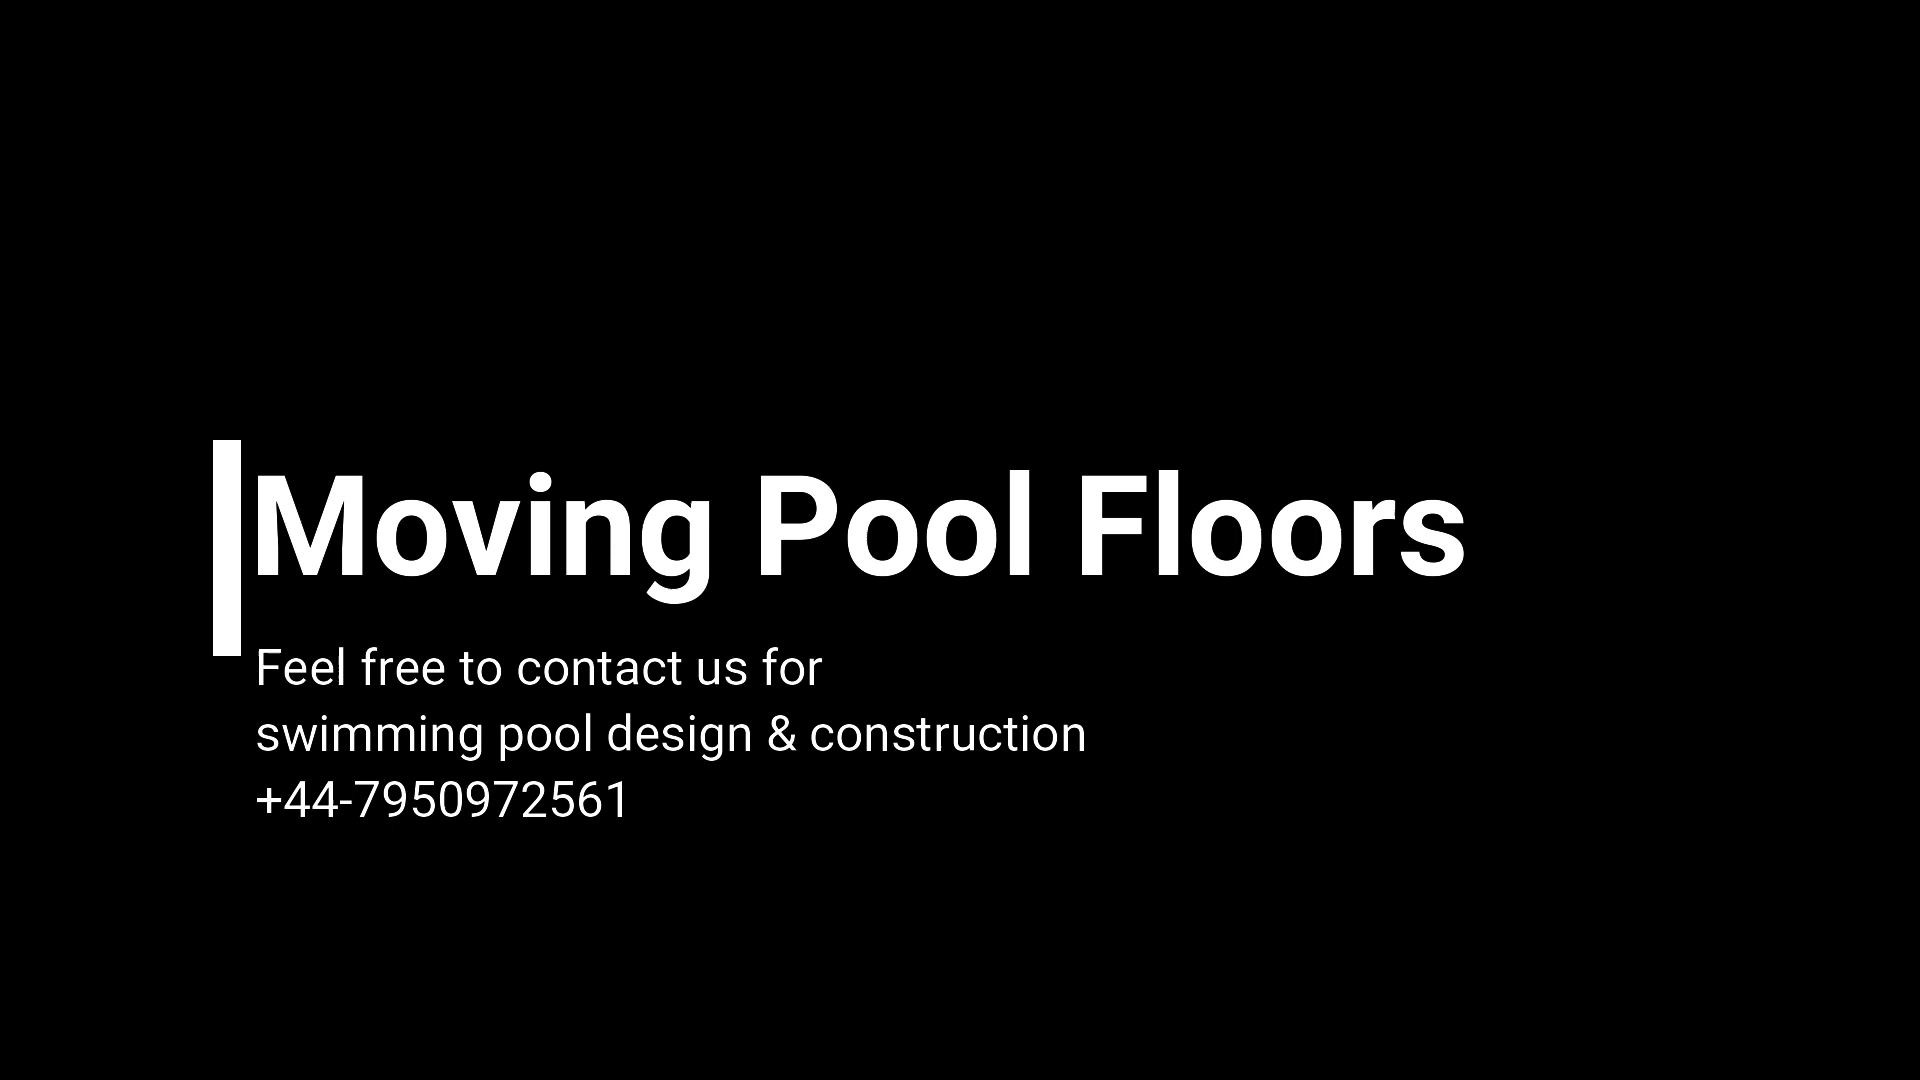 Moving Pool Floors
Feel free to contact us for
swimming pool design & construction
+44-7950972561